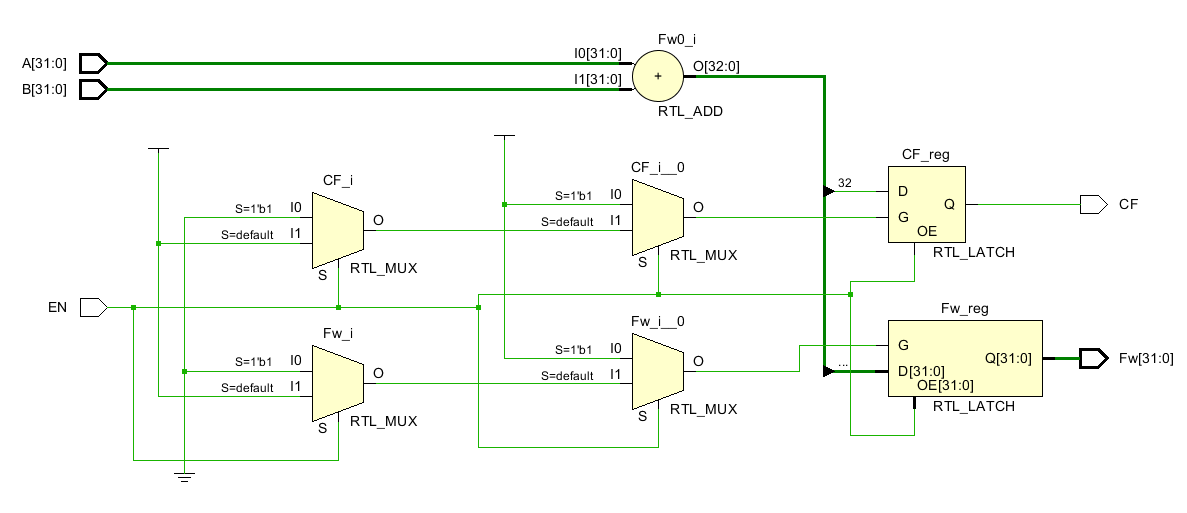 Fw0_i
A[31:0]
I0[31:0]
O[32:0]
+
B[31:0]
I1[31:0]
RTL_ADD
CF_i
S=1'b1
I0
S=default
I1
O
S
RTL_MUX
CF_i__0
S=1'b1
I0
S=default
I1
O
S
RTL_MUX
CF_reg
32
D
G
Q
OE
RTL_LATCH
CF
EN
Fw_i
S=1'b1
I0
S=default
I1
O
S
RTL_MUX
Fw_i__0
S=1'b1
I0
S=default
I1
O
S
RTL_MUX
Fw_reg
G
...
D[31:0]
Q[31:0]
OE[31:0]
RTL_LATCH
Fw[31:0]